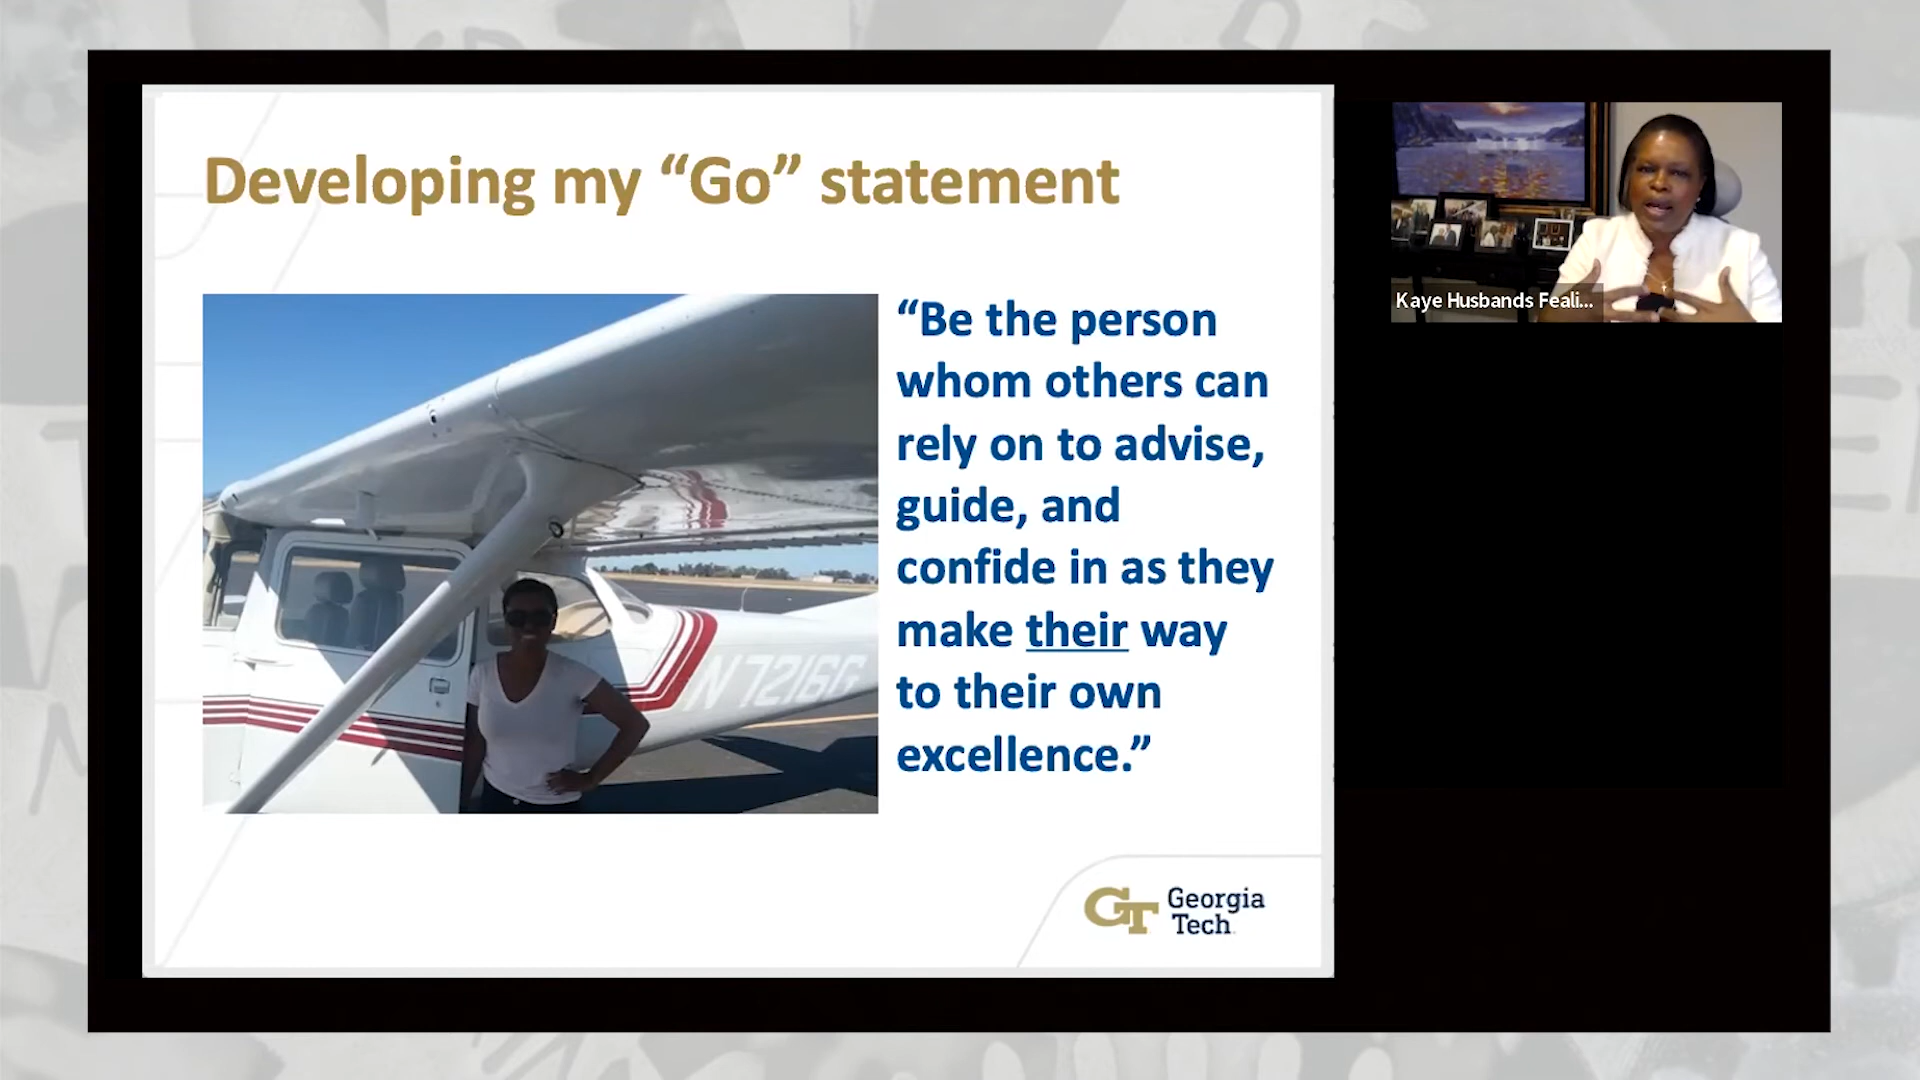 Developing my “Go” statement
“Be the person
whom others can
rely on to advise,
guide, and
confide in as they
make their way
to their own
excellence.”
N7216G
GT Georgia
Tech
Kaye Husbands Feali...